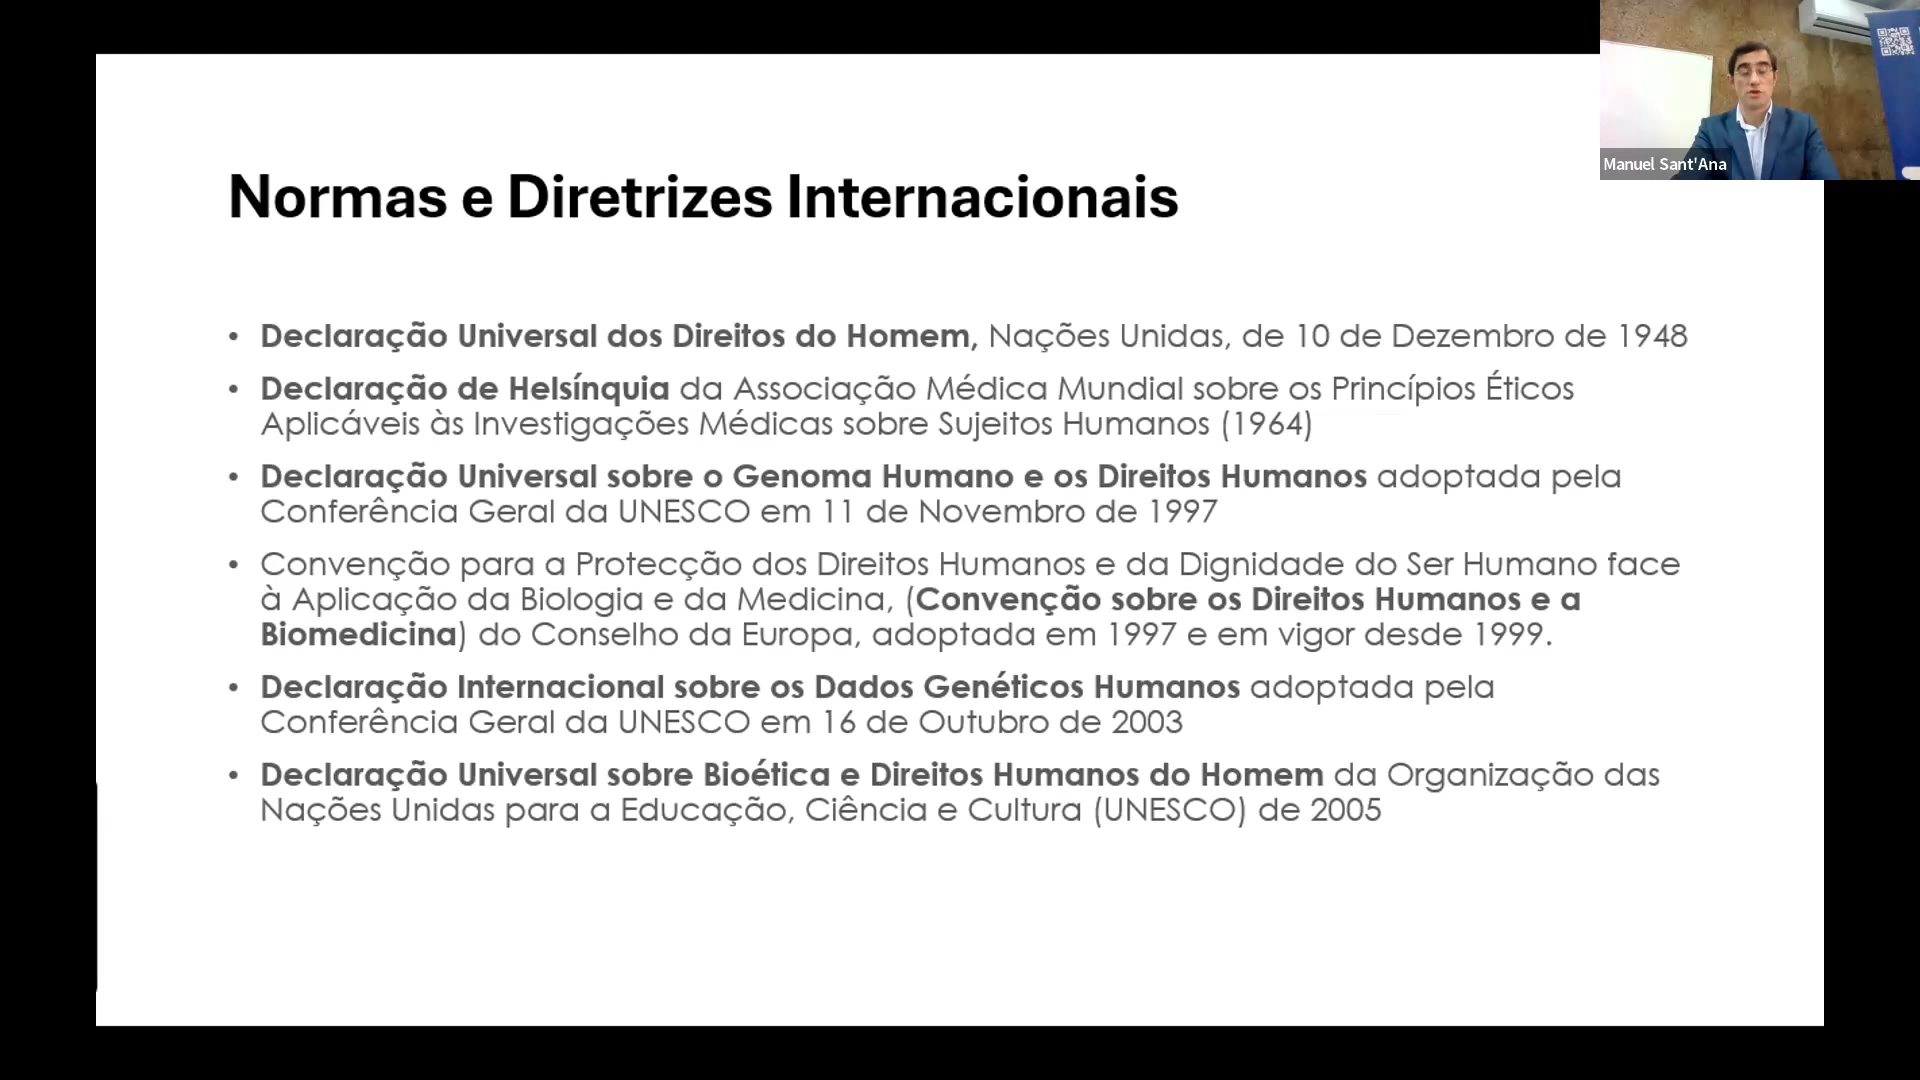 Manuel Sant'Ana
Normas e Diretrizes Internacionais
• Declaração Universal dos Direitos do Homem, Nações Unidas, de 10 de Dezembro de 1948
• Declaração de Helsínquia da Associação Médica Mundial sobre os Princípios Éticos
Aplicáveis às Investigações Médicas sobre Sujeitos Humanos (1964)
• Declaração Universal sobre o Genoma Humano e os Direitos Humanos adoptada pela
Conferência Geral da UNESCO em 11 de Novembro de 1997
• Convenção para a Protecção dos Direitos Humanos e da Dignidade do Ser Humano face
à Aplicação da Biologia e da Medicina, (Convenção sobre os Direitos Humanos e a
Biomedicina) do Conselho da Europa, adoptada em 1997 e em vigor desde 1999.
• Declaração Internacional sobre os Dados Genéticos Humanos adoptada pela
Conferência Geral da UNESCO em 16 de Outubro de 2003
• Declaração Universal sobre Bioética e Direitos Humanos do Homem da Organização das
Nações Unidas para a Educação, Ciência e Cultura (UNESCO) de 2005